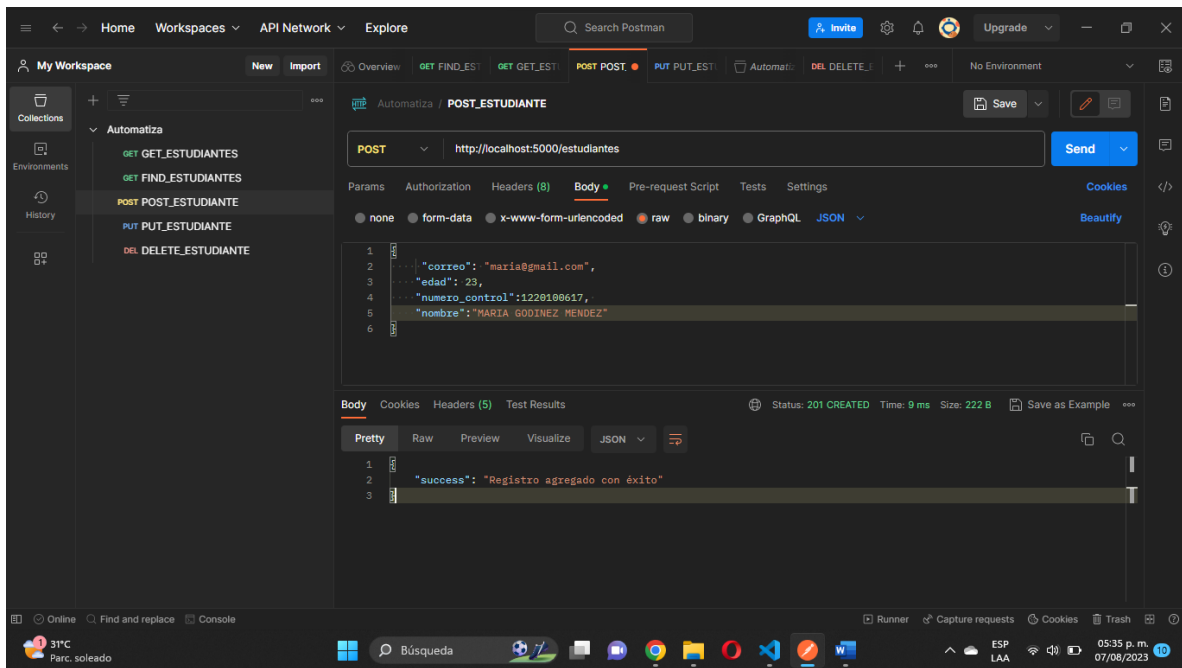 Home Workspaces API Network Explore Search Postman Invite Upgrade
My Workspace New Import Overview GET FIND_EST GET GET_EST POST POST_ PUT PUT_EST DEL DELETE_E No Environment
Collections
Environments
History
Automatiza
GET GET_ESTUDIANTES
GET FIND_ESTUDIANTES
POST POST_ESTUDIANTE
PUT PUT_ESTUDIANTE
DEL DELETE_ESTUDIANTE
HTTP Automatiza / POST_ESTUDIANTE Save
POST http://localhost:5000/estudiantes Send
Params Authorization Headers (8) Body Pre-request Script Tests Settings Cookies
none form-data x-www-form-urlencoded raw binary GraphQL JSON Beautify
1 {
2 "correo": "maria@gmail.com",
3 "edad": 23,
4 "numero_control":1220100617,
5 "nombre":"MARIA GODINEZ MENDEZ"
6 }
Body Cookies Headers (5) Test Results Status: 201 CREATED Time: 9 ms Size: 222 B Save as Example
Pretty Raw Preview Visualize JSON
1 {
2 "success": "Registro agregado con éxito"
3 }
Online Find and replace Console Runner Capture requests Cookies Trash
1 31°C
Parc. soleado
Búsqueda
ESP
LAA
05:35 p. m.
07/08/2023
10